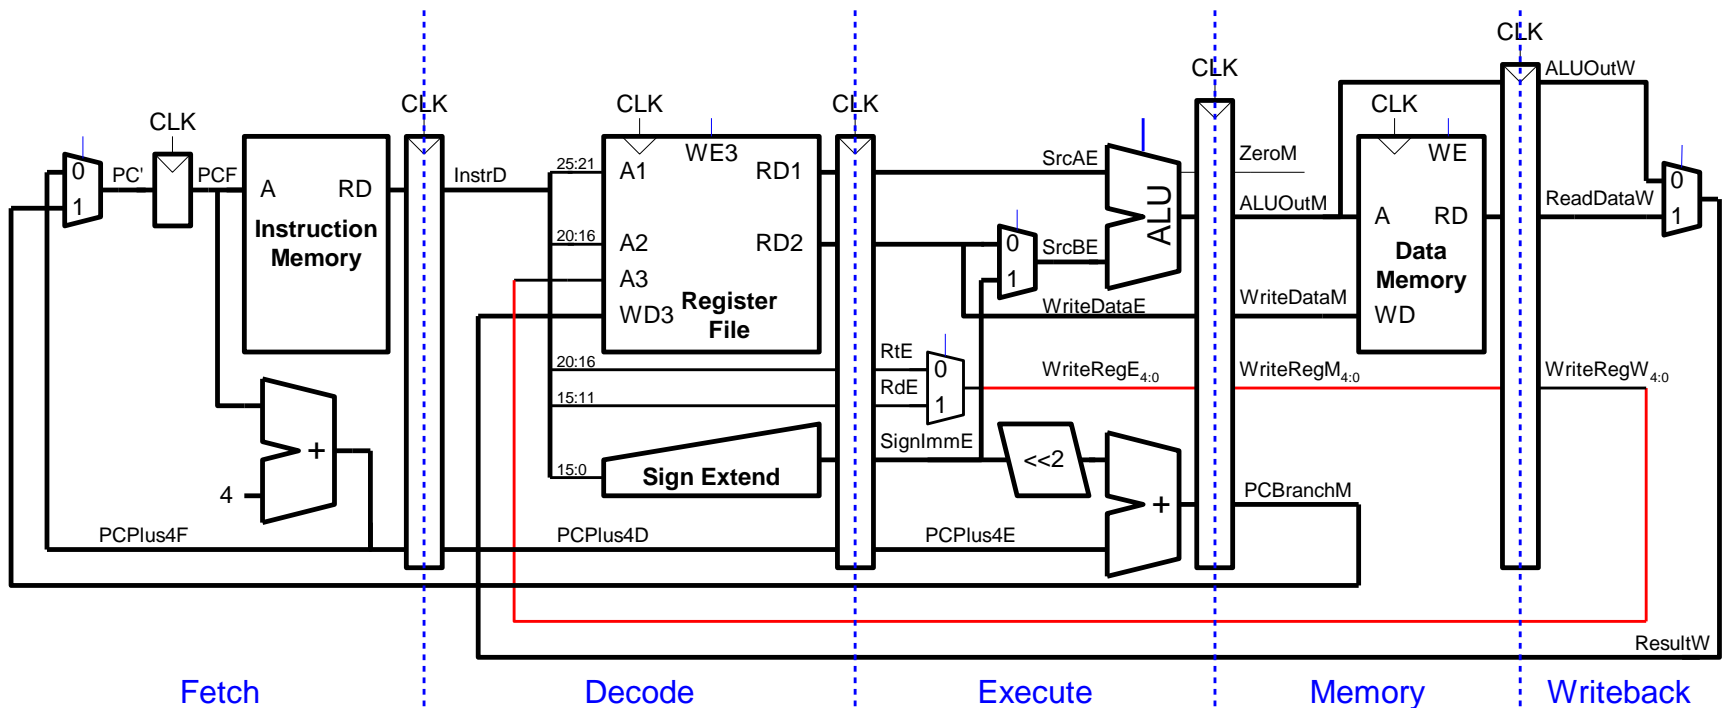 CLK
CLK
ALUOutW
CLK
CLK
CLK
CLK
CLK
WE3
WE
0
1
PC'
PCF
A
RD
Instruction
Memory
InstrD
25:21
A1
RD1
20:16
A2
RD2
A3
WD3
Register
File
SrcAE
0
1
SrcBE
ALU
ZeroM
ALUOutM
A
RD
Data
Memory
WD
0
1
ReadDataW
WriteDataE
WriteDataM
20:16
RtE
0
RdE
1
15:11
WriteRegE4:0
WriteRegM4:0
WriteRegW4:0
SignImmE
15:0
Sign Extend
<<2
+
4
+
PCBranchM
PCPlus4F
PCPlus4D
PCPlus4E
ResultW
Fetch
Decode
Execute
Memory
Writeback